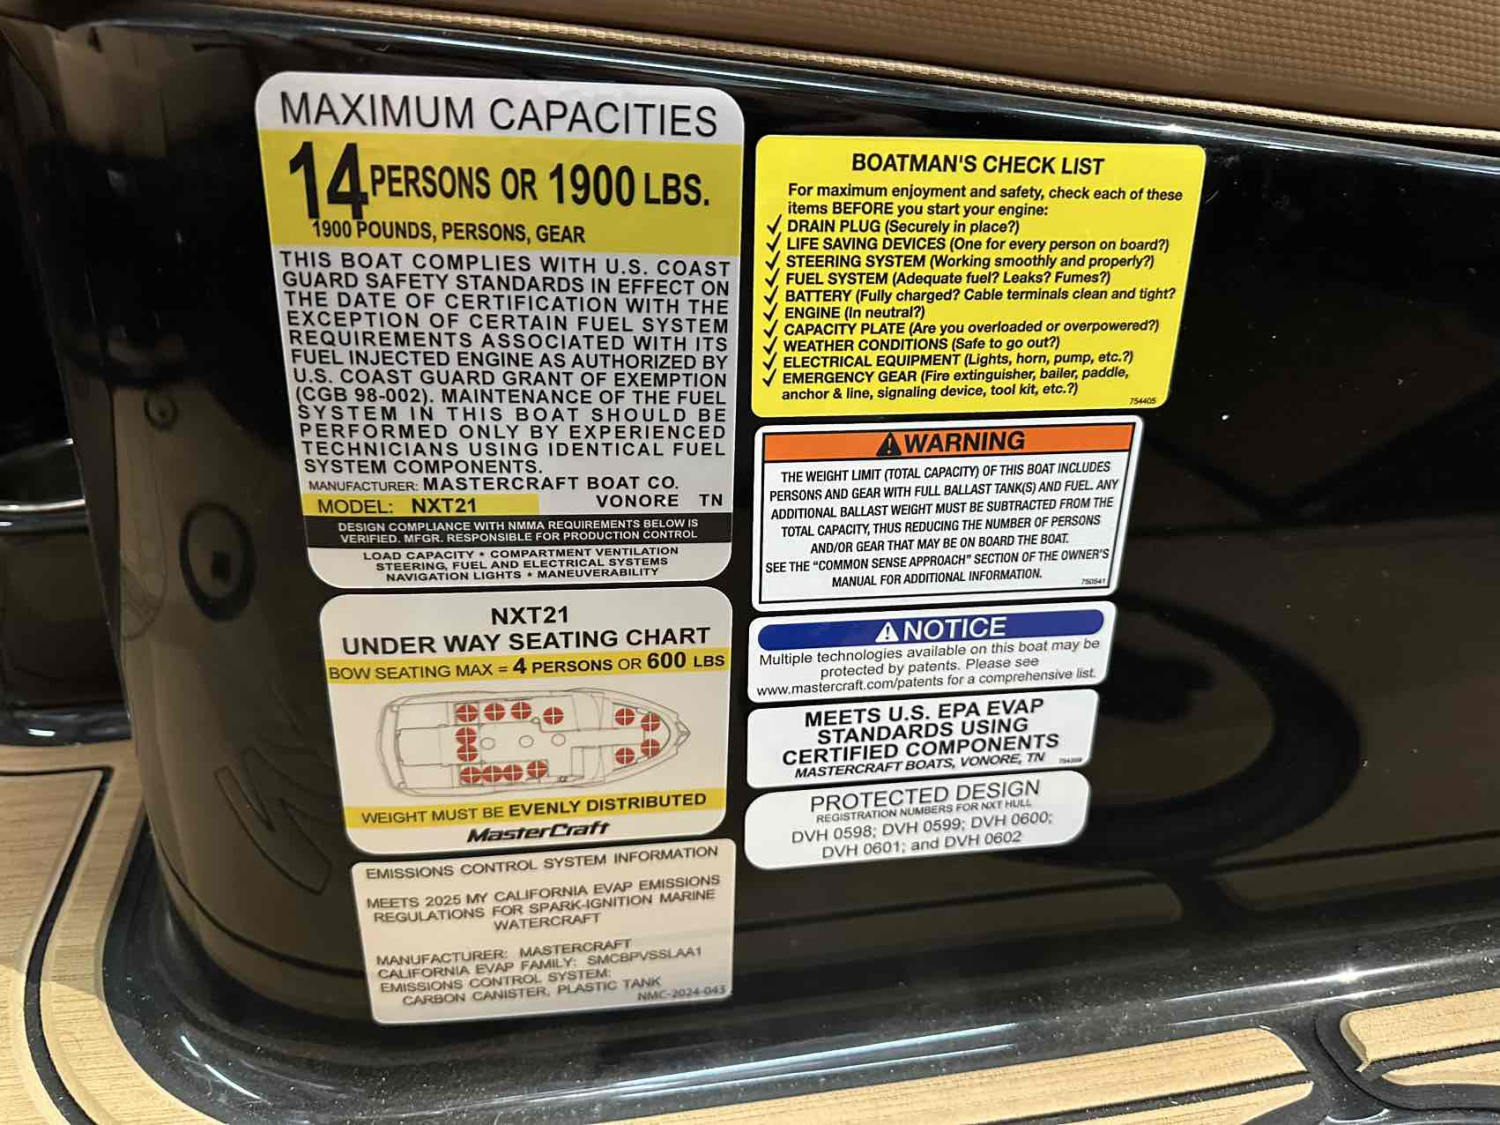 MAXIMUM CAPACITIES
14 PERSONS OR 1900 LBS.
1900 POUNDS, PERSONS, GEAR
THIS BOAT COMPLIES WITH U.S. COAST
GUARD SAFETY STANDARDS IN EFFECT ON
THE DATE OF CERTIFICATION WITH THE
EXCEPTION OF CERTAIN FUEL SYSTEM
REQUIREMENTS ASSOCIATED WITH ITS
FUEL INJECTED ENGINE AS AUTHORIZED BY
U.S. COAST GUARD GRANT OF EXEMPTION
(CGB 98-002). MAINTENANCE OF THE FUEL
SYSTEM IN THIS BOAT SHOULD BE
PERFORMED ONLY BY EXPERIENCED
TECHNICIANS USING IDENTICAL FUEL
SYSTEM COMPONENTS.
MANUFACTURER: MASTERCRAFT BOAT CO.
MODEL: NXT21 VONORE TN
DESIGN COMPLIANCE WITH NMMA REQUIREMENTS BELOW IS
VERIFIED. MFGR. RESPONSIBLE FOR PRODUCTION CONTROL
LOAD CAPACITY * COMPARTMENT VENTILATION
STEERING, FUEL AND ELECTRICAL SYSTEMS
NAVIGATION LIGHTS * MANEUVERABILITY
NXT21
UNDER WAY SEATING CHART
BOW SEATING MAX = 4 PERSONS OR 600 LBS
WEIGHT MUST BE EVENLY DISTRIBUTED
MasterCraft
EMISSIONS CONTROL SYSTEM INFORMATION
MEETS 2025 MY CALIFORNIA EVAP EMISSIONS
REGULATIONS FOR SPARK-IGNITION MARINE
WATERCRAFT
MANUFACTURER: MASTERCRAFT
CALIFORNIA EVAP FAMILY: SMCBPVSSLAA1
EMISSIONS CONTROL SYSTEM:
CARBON CANISTER, PLASTIC TANK
NMC-2024-043
BOATMAN'S CHECK LIST
For maximum enjoyment and safety, check each of these
items BEFORE you start your engine:
✓ DRAIN PLUG (Securely in place?)
✓ LIFE SAVING DEVICES (One for every person on board?)
✓ STEERING SYSTEM (Working smoothly and properly?)
✓ FUEL SYSTEM (Adequate fuel? Leaks? Fumes?)
✓ BATTERY (Fully charged? Cable terminals clean and tight?
✓ ENGINE (In neutral?)
✓ CAPACITY PLATE (Are you overloaded or overpowered?)
✓ WEATHER CONDITIONS (Safe to go out?)
✓ ELECTRICAL EQUIPMENT (Lights, horn, pump, etc.?)
✓ EMERGENCY GEAR (Fire extinguisher, bailer, paddle,
anchor & line, signaling device, tool kit, etc.?)
754405
WARNING
THE WEIGHT LIMIT (TOTAL CAPACITY) OF THIS BOAT INCLUDES
PERSONS AND GEAR WITH FULL BALLAST TANK(S) AND FUEL. ANY
ADDITIONAL BALLAST WEIGHT MUST BE SUBTRACTED FROM THE
TOTAL CAPACITY, THUS REDUCING THE NUMBER OF PERSONS
AND/OR GEAR THAT MAY BE ON BOARD THE BOAT.
SEE THE "COMMON SENSE APPROACH" SECTION OF THE OWNER'S
MANUAL FOR ADDITIONAL INFORMATION.
750541
NOTICE
Multiple technologies available on this boat may be
protected by patents. Please see
www.mastercraft.com/patents for a comprehensive list.
MEETS U.S. EPA EVAP
STANDARDS USING
CERTIFIED COMPONENTS
MASTERCRAFT BOATS, VONORE, TN
PROTECTED DESIGN
REGISTRATION NUMBERS FOR NXT HULL
DVH 0598; DVH 0599; DVH 0600;
DVH 0601; and DVH 0602